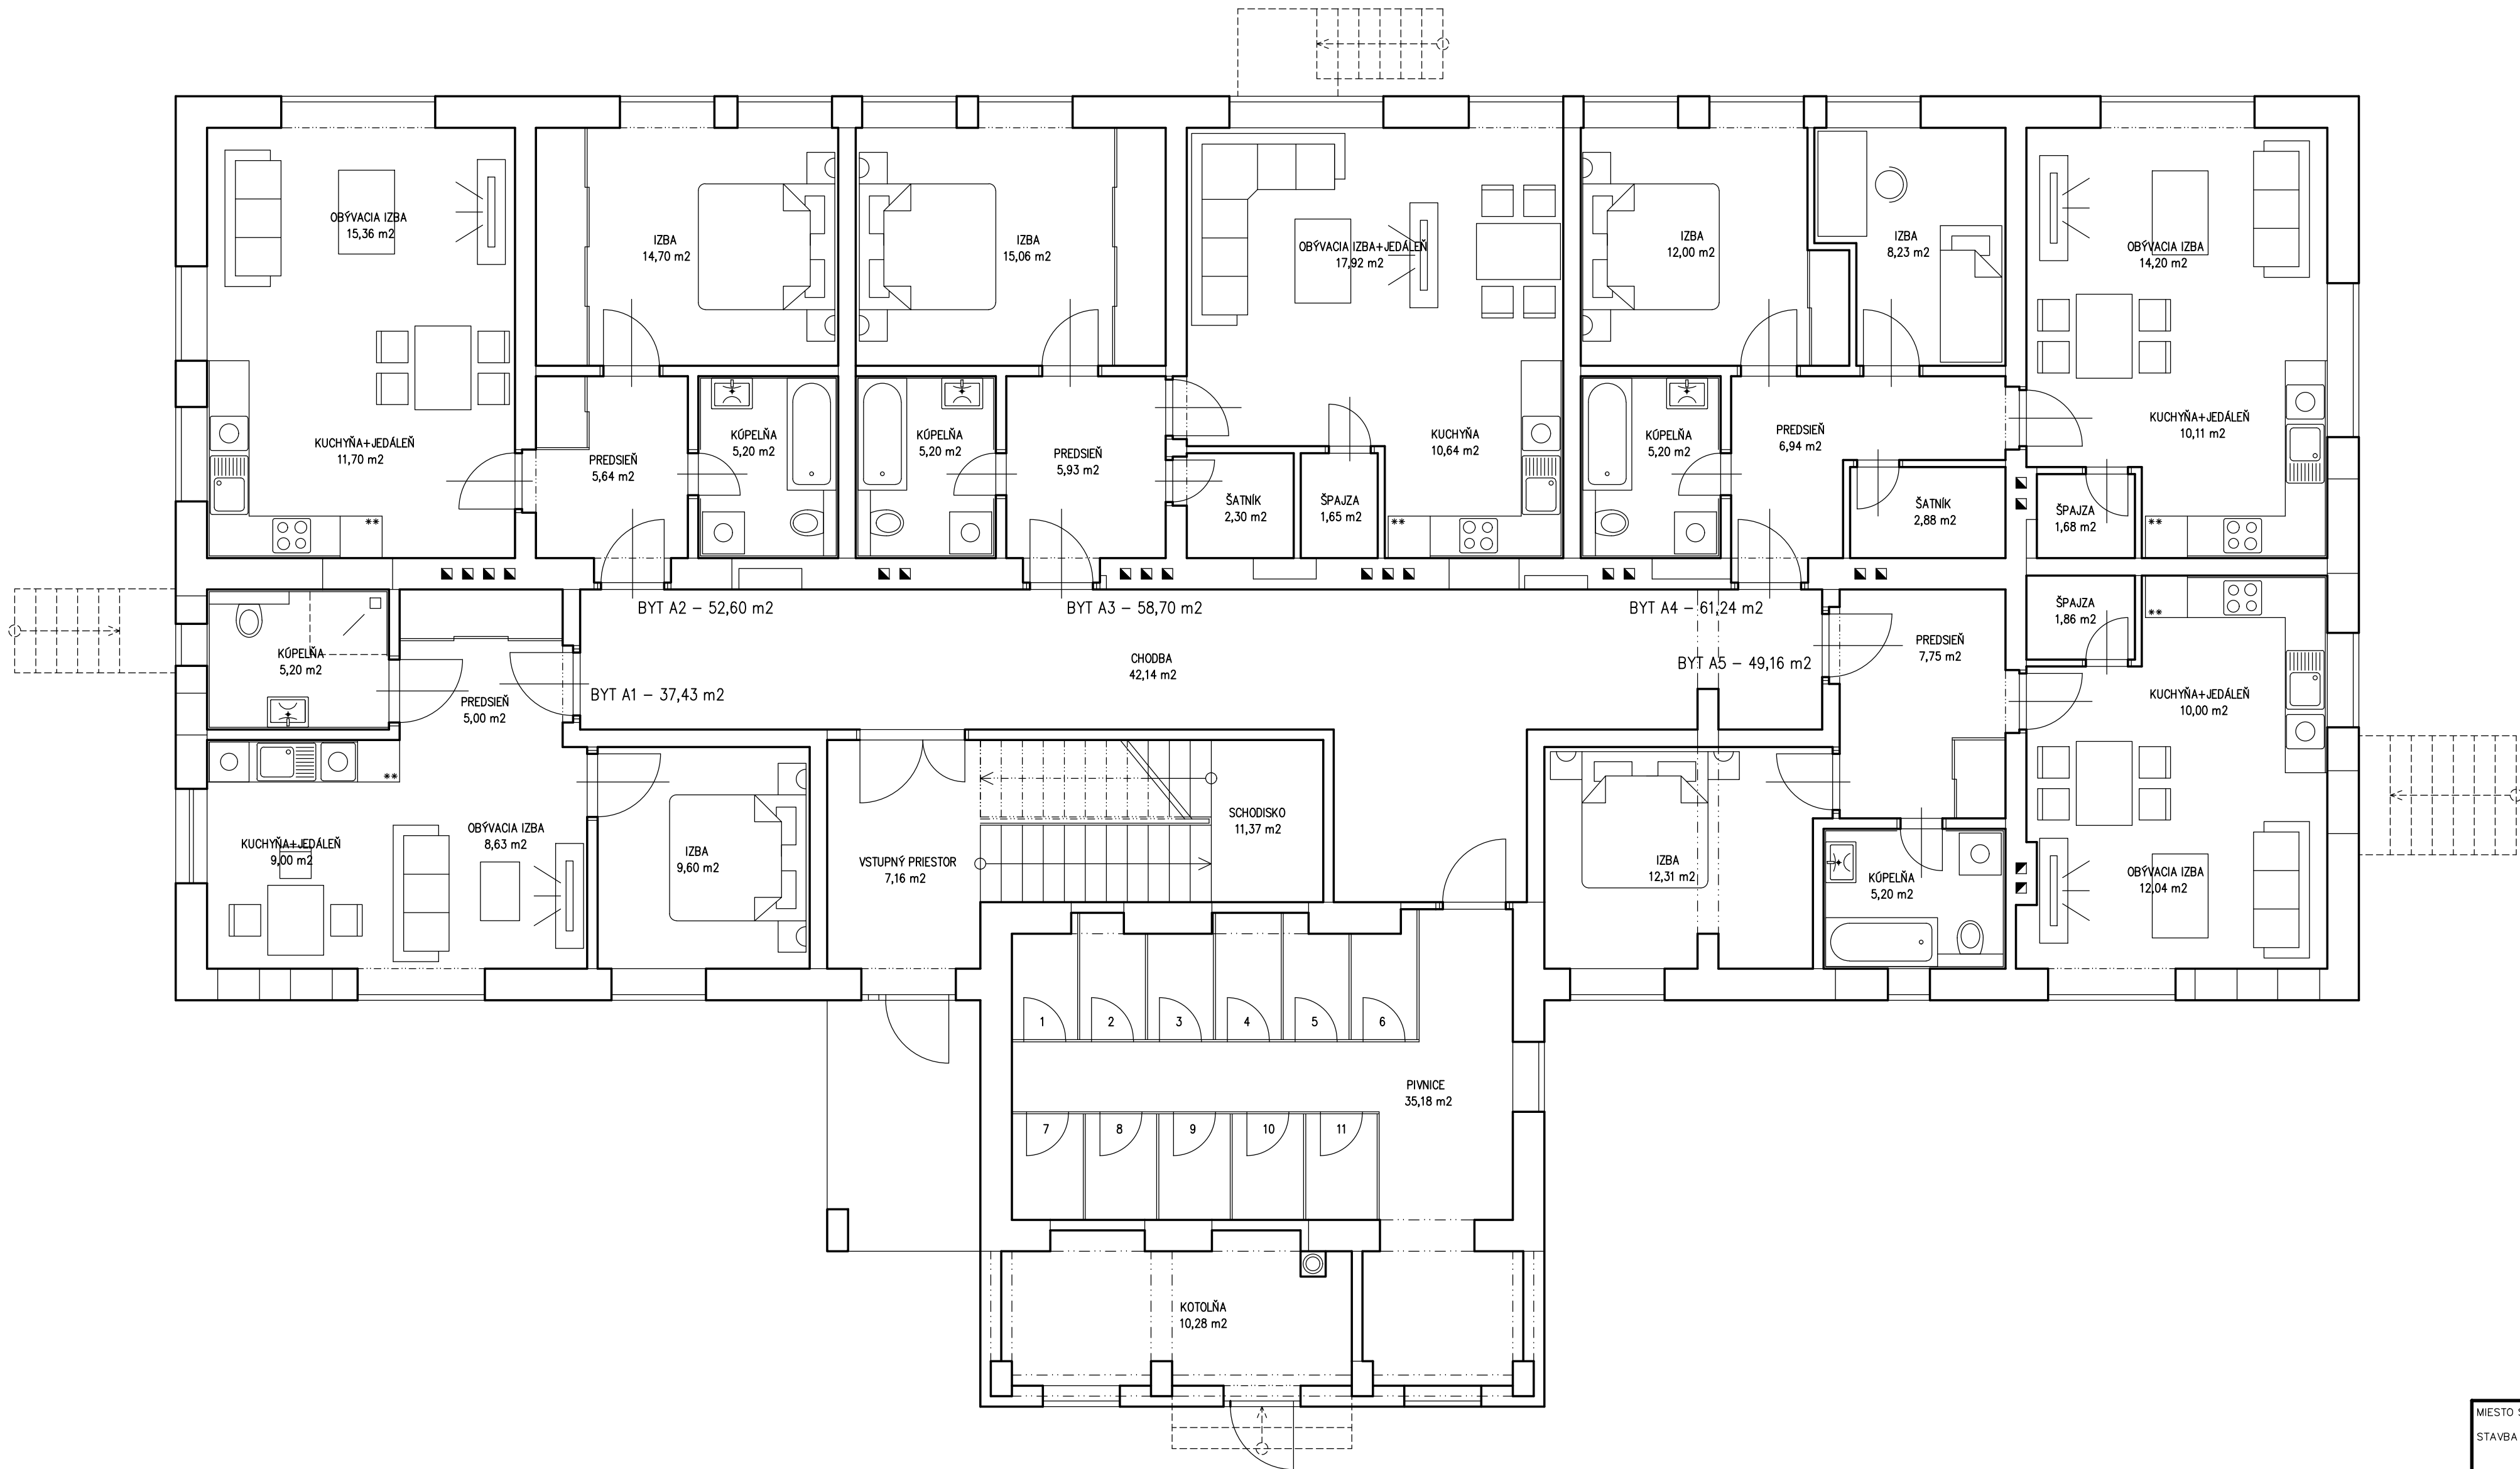 OBÝVACIA IZBA
15,36 m2
KUCHYŇA+JEDÁLEŇ
11,70 m2
IZBA
14,70 m2
PREDSIEŇ
5,64 m2
KÚPELŇA
5,20 m2
IZBA
15,06 m2
KÚPELŇA
5,20 m2
PREDSIEŇ
5,93 m2
OBÝVACIA IZBA+JEDÁLEŇ
17,92 m2
KUCHYŇA
10,64 m2
ŠATNÍK
2,30 m2
ŠPAJZA
1,65 m2
IZBA
12,00 m2
IZBA
8,23 m2
KÚPELŇA
5,20 m2
PREDSIEŇ
6,94 m2
ŠATNÍK
2,88 m2
OBÝVACIA IZBA
14,20 m2
KUCHYŇA+JEDÁLEŇ
10,11 m2
ŠPAJZA
1,68 m2
BYT A2 – 52,60 m2
BYT A3 – 58,70 m2
BYT A4 – 61,24 m2
BYT A5 – 49,16 m2
BYT A1 – 37,43 m2
CHODBA
42,14 m2
KÚPELŇA
5,20 m2
PREDSIEŇ
5,00 m2
KUCHYŇA+JEDÁLEŇ
9,00 m2
OBÝVACIA IZBA
8,63 m2
IZBA
9,60 m2
VSTUPNÝ PRIESTOR
7,16 m2
SCHODISKO
11,37 m2
PREDSIEŇ
7,75 m2
ŠPAJZA
1,86 m2
KUCHYŇA+JEDÁLEŇ
10,00 m2
IZBA
12,31 m2
KÚPELŇA
5,20 m2
OBÝVACIA IZBA
12,04 m2
1
2
3
4
5
6
PIVNICE
35,18 m2
7
8
9
10
11
KOTOLŇA
10,28 m2
MIESTO
STAVBA